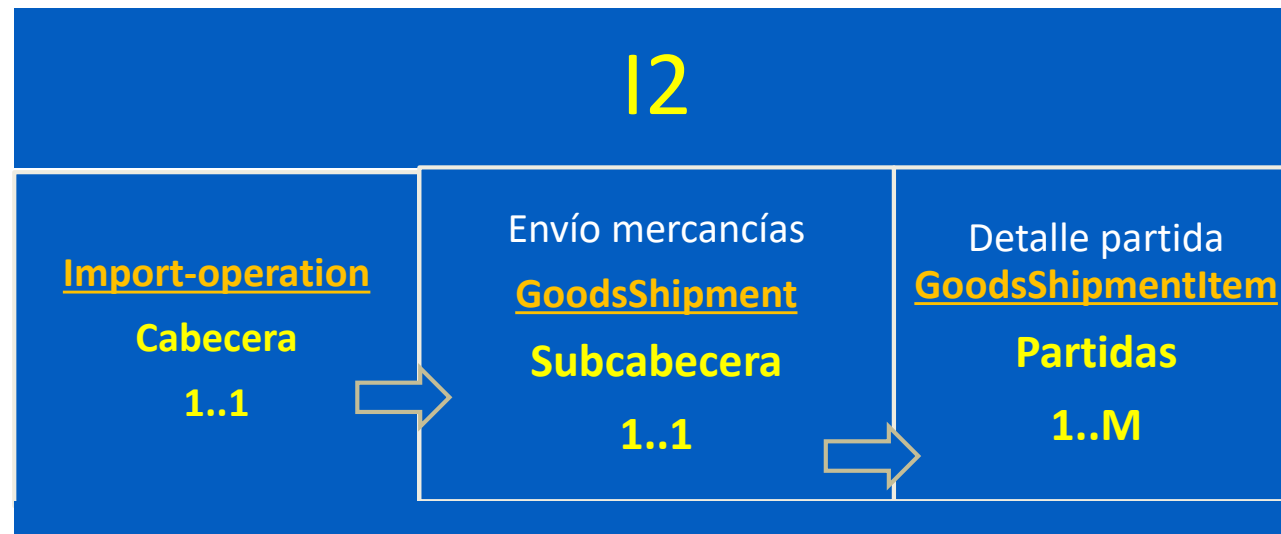 I2
Import-operation
Cabecera
1..1
Envío mercancías
GoodsShipment
Subcabecera
1..1
Detalle partida
GoodsShipmentItem
Partidas
1..M